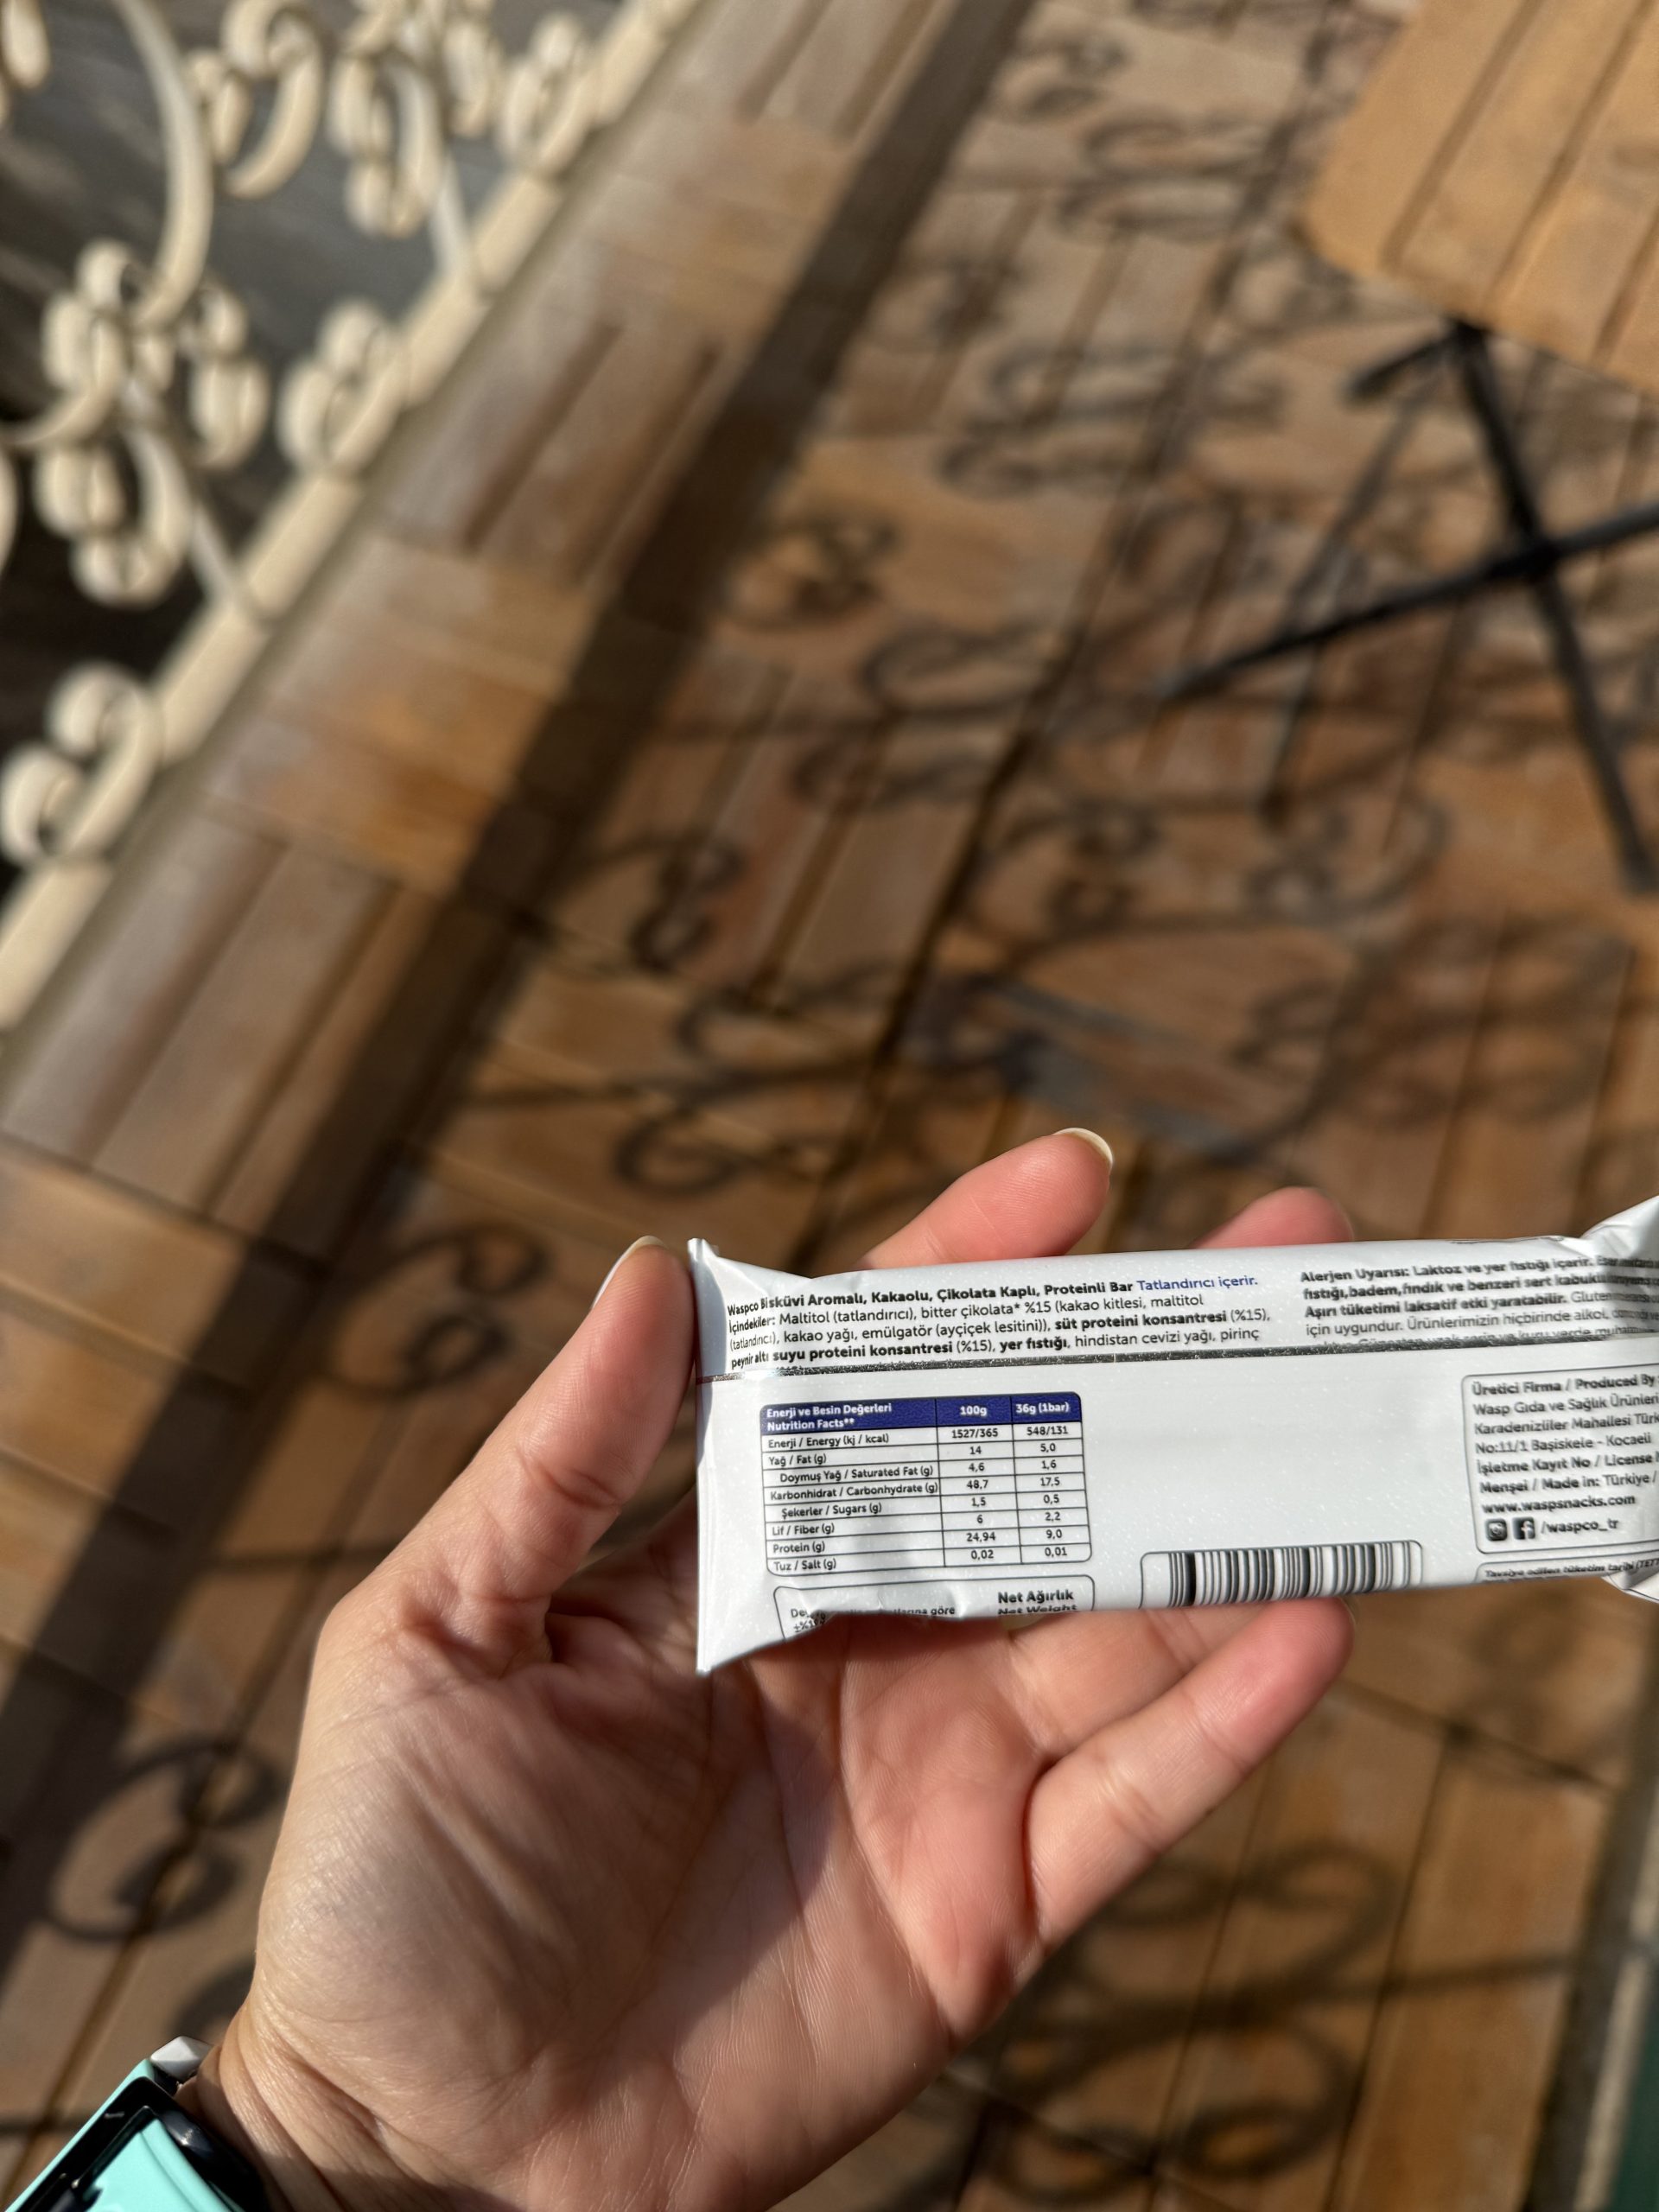 Waspco Bisküvi Aromalı, Kakaolu, Çikolata Kaplı, Proteinli Bar Tatlandırıcı içerir.
İçindekiler: Maltitol (tatlandırıcı), bitter çikolata* %15 (kakao kitlesi, maltitol
(tatlandırıcı), kakao yağı, emülgatör (ayçiçek lesitini)), süt proteini konsantresi (%15),
peynir altı suyu proteini konsantresi (%15), yer fıstığı, hindistan cevizi yağı, pirinç
Alerjen Uyarısı: Laktoz ve yer fıstığı içerir.
fıstığı, badem, fındık ve benzeri sert kabuklu
Aşırı tüketimi laksatif etki yaratabilir. Gluten
için uygundur. Ürünlerimizin hiçbirinde alkol,
Enerji ve Besin Değerleri
Nutrition Facts** 100g 36g (1bar)
Enerji / Energy (kj / kcal) 1527/365 548/131
Yağ / Fat (g) 14 5,0
Doymuş Yağ / Saturated Fat (g) 4,6 1,6
Karbonhidrat / Carbonhydrate (g) 48,7 17,5
Şekerler / Sugars (g) 1,5 0,5
Lif / Fiber (g) 6 2,2
Protein (g) 24,94 9,0
Tuz / Salt (g) 0,02 0,01
göre
Net Ağırlık
Net Weight
Üretici Firma / Produced By
Wasp Gıda ve Sağlık Ürünleri
Karadenizliler Mahallesi
No:11/1 Başiskele - Kocaeli
İşletme Kayıt No / License
Menşei / Made in: Türkiye /
www.waspsnacks.com
/waspco_tr
Tavsiye edilen tüketim tarihi